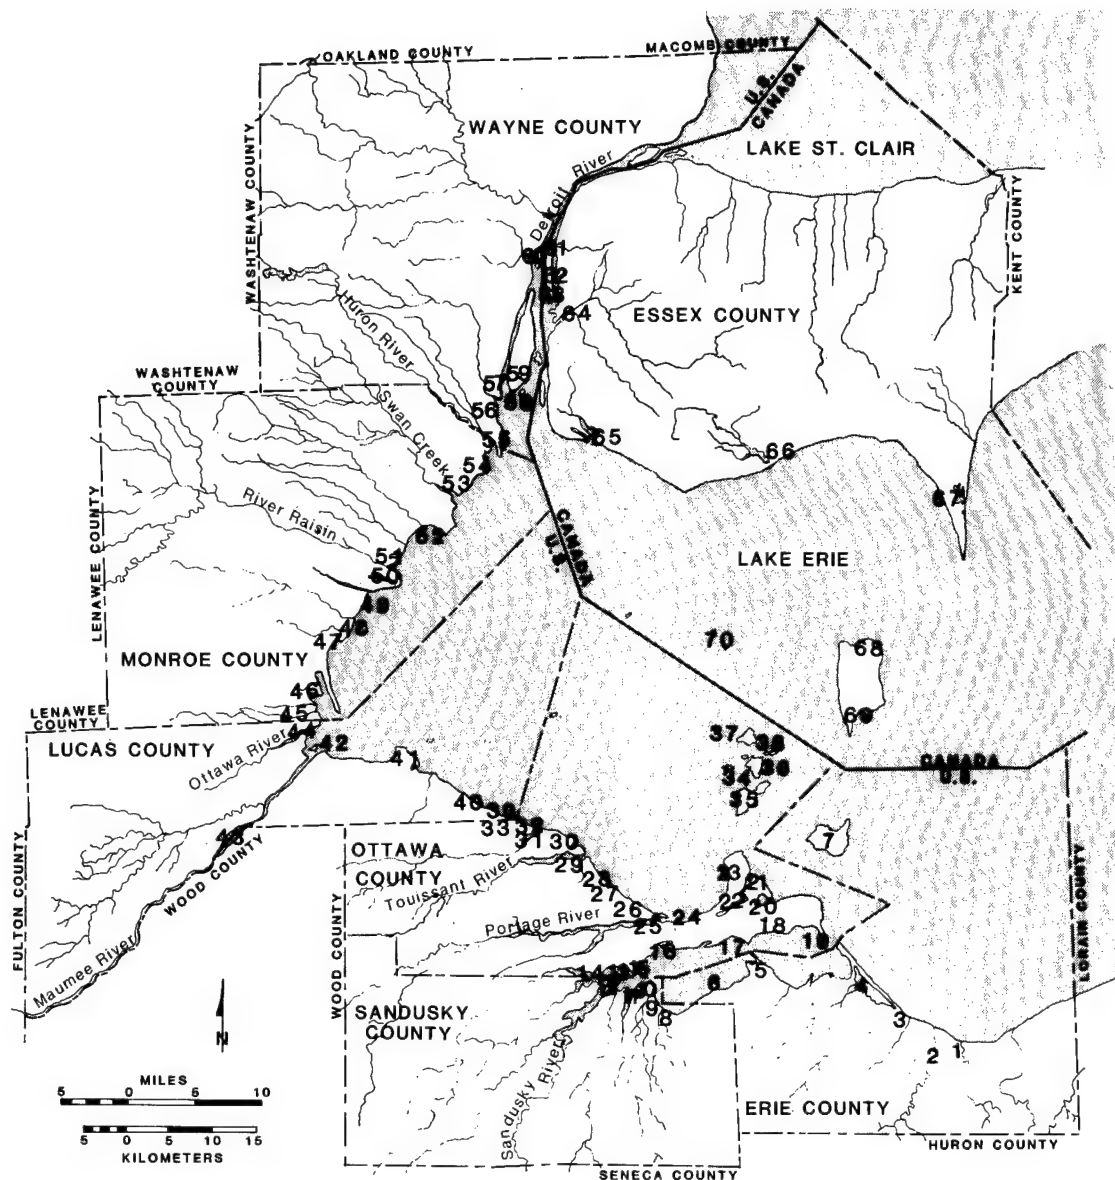 OAKLAND COUNTY
MACOMB COUNTY
U.S.
CANADA
WAYNE COUNTY
LAKE ST. CLAIR
WASHTENAW COUNTY
Detroit River
KENT COUNTY
Huron River
64
ESSEX COUNTY
WASHTENAW
COUNTY
57
59
58
56
Swan Creek
65
66
54
53
67
LENAWEE COUNTY
River Raisin
52
CANADA
U.S.
LAKE ERIE
51
50
49
48
47
70
68
MONROE COUNTY
46
45
LENAWEE
COUNTY
69
37
38
44
42
LUCAS COUNTY
Ottawa River
41
CANADA
U.S.
34
36
35
40
39
33
31
30
7
43
OTTAWA
COUNTY
29
Touissant River
28
27
26
23
21
22
20
FULTON COUNTY
WOOD COUNTY
Portage River
25
24
18
19
17
16
LORAIN COUNTY
Maumee River
WOOD COUNTY
14
5
6
4
9
8
3
N
SANDUSKY
COUNTY
2
1
Sandusky River
MILES
5 0 5 10
5 0 5 10 15
KILOMETERS
ERIE COUNTY
HURON COUNTY
SENECA COUNTY